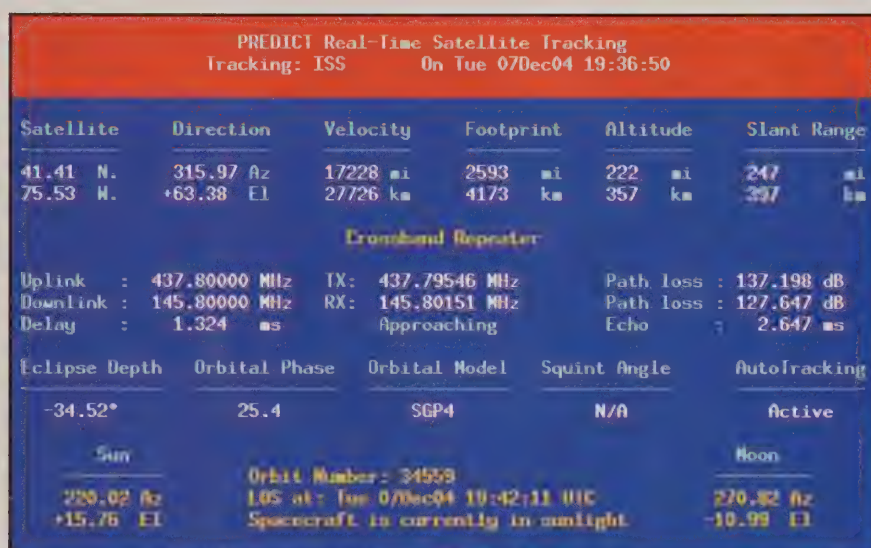 PREDICT Real-Time Satellite Tracking
Tracking: ISS On Tue 07Dec04 19:36:50
Satellite Direction Velocity Footprint Altitude Slant Range
41.41 N. 315.97 Az 17228 mi 2593 mi 222 mi 247 mi
75.53 W. +63.38 El 27726 km 4173 km 357 km 397 km
Crossband Repeater
Uplink : 437.80000 MHz TX: 437.79546 MHz Path loss : 137.198 dB
Downlink : 145.80000 MHz RX: 145.80151 MHz Path loss : 127.647 dB
Delay : 1.324 ms Approaching Echo : 2.647 ms
Eclipse Depth Orbital Phase Orbital Model Squint Angle AutoTracking
-34.52° 25.4 SGP4 N/A Active
Sun Moon
Orbit Number: 34559
220.02 Az LOS at: Tue 07Dec04 19:42:11 UTC 270.82 Az
+15.76 El Spacecraft is currently in sunlight -10.99 El